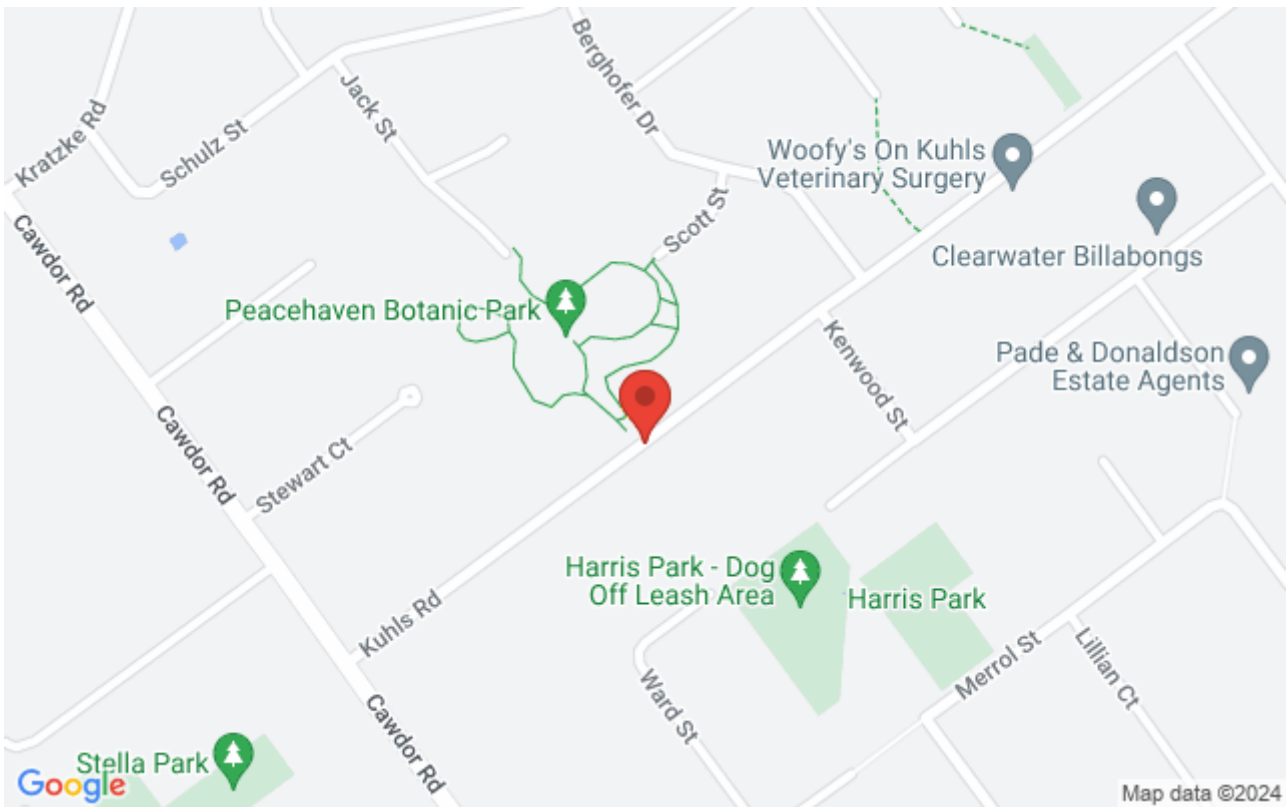 Berghofer Dr
Jack St
Kratzke Rd
Schulz St
Woofy's On Kuhls
Veterinary Surgery
Scott St
Cawdor Rd
Clearwater Billabongs
Peacehaven Botanic Park
Kenwood St
Pade & Donaldson
Estate Agents
Cawdor Rd
Stewart Ct
Harris Park - Dog
Off Leash Area
Harris Park
Kuhls Rd
Merrol St
Lillian Ct
Ward St
Cawdor Rd
Stella Park
Google
Map data ©2024